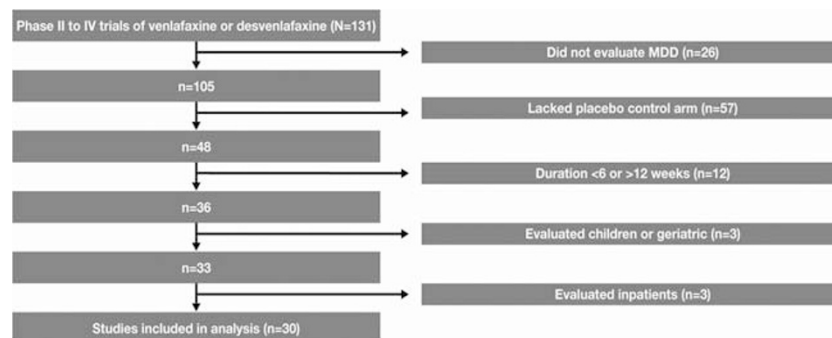 Phase II to IV trials of venlafaxine or desvenlafaxine (N=131)
Did not evaluate MDD (n=26)
n=105
Lacked placebo control arm (n=57)
n=48
Duration <6 or >12 weeks (n=12)
n=36
Evaluated children or geriatric (n=3)
n=33
Evaluated inpatients (n=3)
Studies included in analysis (n=30)